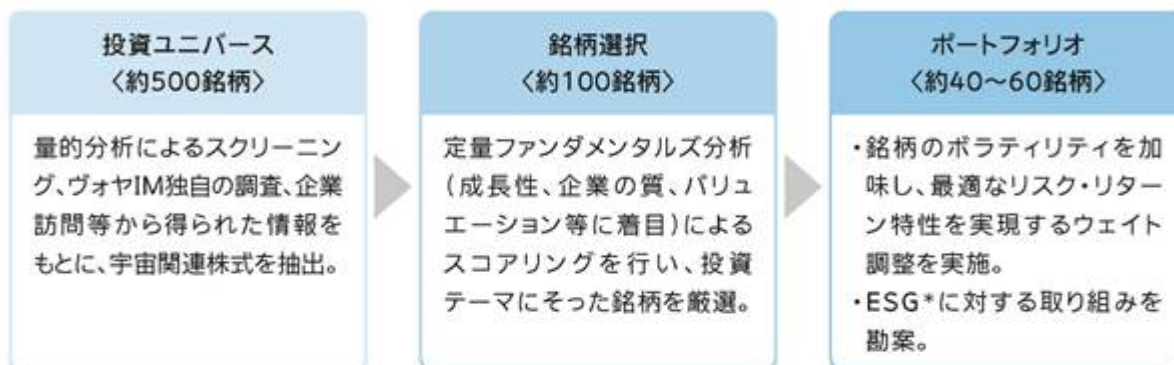 投資ユニバース
〈約500銘柄〉
量的分析によるスクリーニン
グ、ヴォヤIM独自の調査、企業
訪問等から得られた情報を
もとに、宇宙関連株式を抽出。
銘柄選択
〈約100銘柄〉
定量ファンダメンタルズ分析
(成長性、企業の質、バリュ
エーション等に着目)による
スコアリングを行い、投資
テーマにそった銘柄を厳選。
ポートフォリオ
〈約40~60銘柄〉
・銘柄のボラティリティを加
味し、最適なリスク・リター
ン特性を実現するウェイト
調整を実施。
・ESG*に対する取り組みを
勘案。